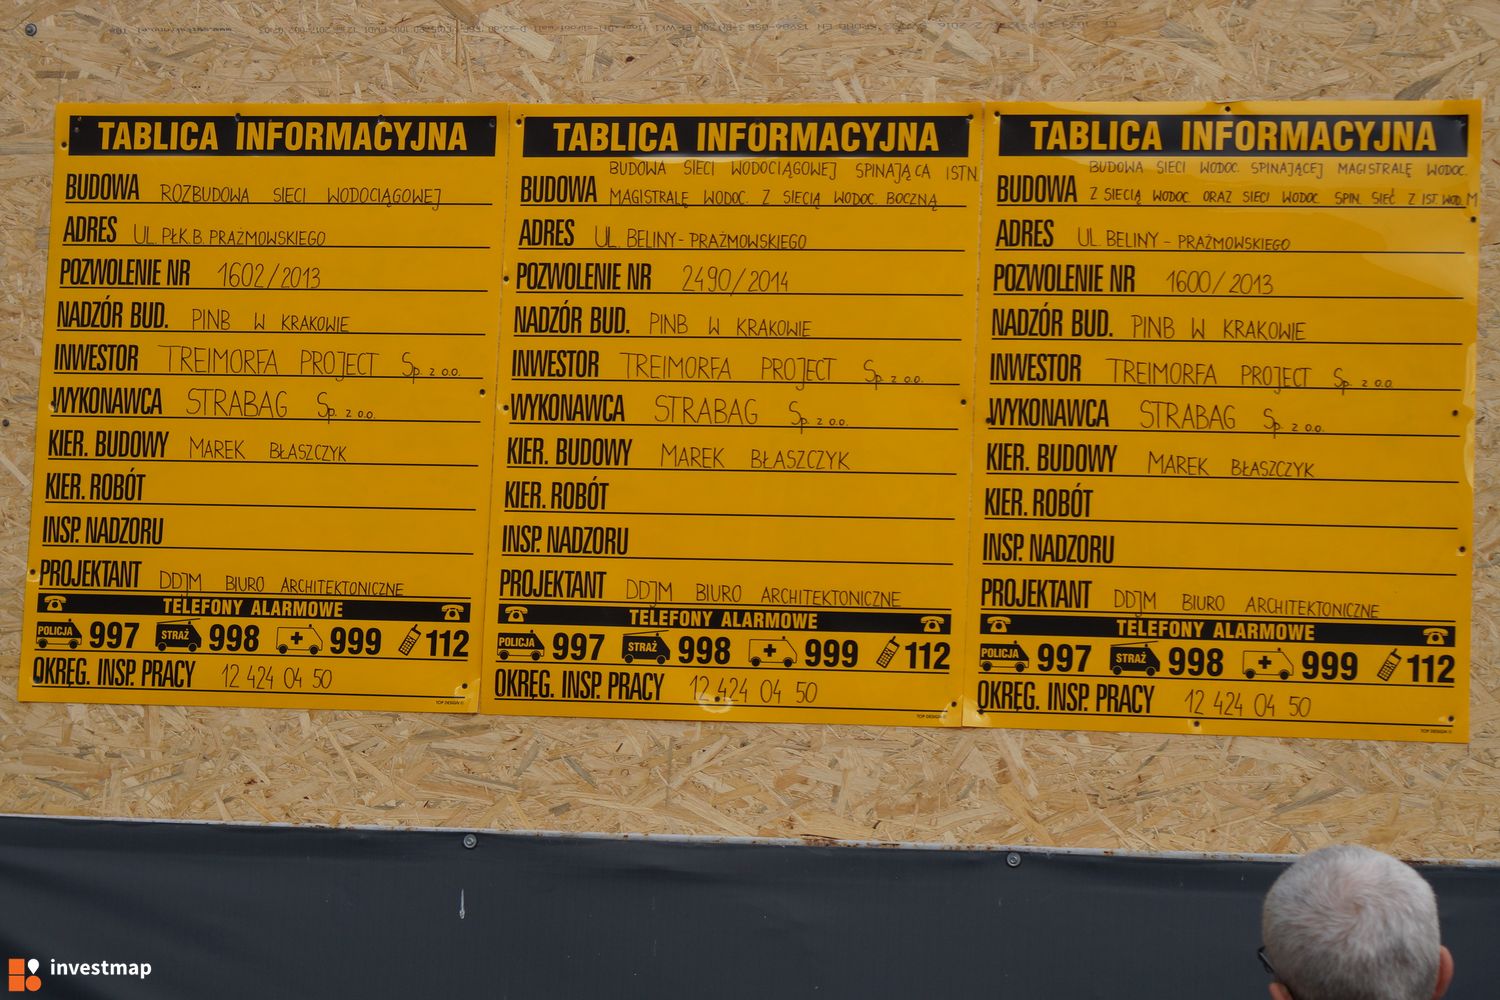 TABLICA INFORMACYJNA
BUDOWA ROZBUDOWA SIECI WODOCIĄGOWEJ
ADRES UL. PŁK. B. PRAŻMOWSKIEGO
POZWOLENIE NR 1602/2013
NADZÓR BUD. PINB W KRAKOWIE
INWESTOR TREIMORFA PROJECT Sp. z o.o.
WYKONAWCA STRABAG Sp. z o.o.
KIER. BUDOWY MAREK BŁASZCZYK
KIER. ROBÓT
INSP. NADZORU
PROJEKTANT DDJM BIURO ARCHITEKTONICZNE
TELEFONY ALARMOWE
POLICJA 997 STRAŻ 998 999 112
OKRĘG. INSP. PRACY 12 424 04 50
TOP DESIGN ©
TABLICA INFORMACYJNA
BUDOWA SIECI WODOCIĄGOWEJ SPINAJĄCA ISTN.
BUDOWA MAGISTRALĘ WODOC. Z SIECIĄ WODOC. BOCZNĄ
ADRES UL. BELINY-PRAŻMOWSKIEGO
POZWOLENIE NR 2490/2014
NADZÓR BUD. PINB W KRAKOWIE
INWESTOR TREIMORFA PROJECT Sp. z o.o.
WYKONAWCA STRABAG Sp. z o.o.
KIER. BUDOWY MAREK BŁASZCZYK
KIER. ROBÓT
INSP. NADZORU
PROJEKTANT DDJM BIURO ARCHITEKTONICZNE
TELEFONY ALARMOWE
POLICJA 997 STRAŻ 998 999 112
OKRĘG. INSP. PRACY 12 424 04 50
TOP DESIGN ©
TABLICA INFORMACYJNA
BUDOWA SIECI WODOC. SPINAJĄCEJ MAGISTRALĘ WODOC.
BUDOWA Z SIECIĄ WODOC. ORAZ SIECI WODOC. SPIN. SIEĆ Z IST. WOD. M
ADRES UL. BELINY - PRAŻMOWSKIEGO
POZWOLENIE NR 1600/2013
NADZÓR BUD. PINB W KRAKOWIE
INWESTOR TREIMORFA PROJECT Sp. z o.o.
WYKONAWCA STRABAG Sp. z o.o.
KIER. BUDOWY MAREK BŁASZCZYK
KIER. ROBÓT
INSP. NADZORU
PROJEKTANT DDJM BIURO ARCHITEKTONICZNE
TELEFONY ALARMOWE
POLICJA 997 STRAŻ 998 999 112
OKRĘG. INSP. PRACY 12 424 04 50
TOP DESIGN ©
investmap